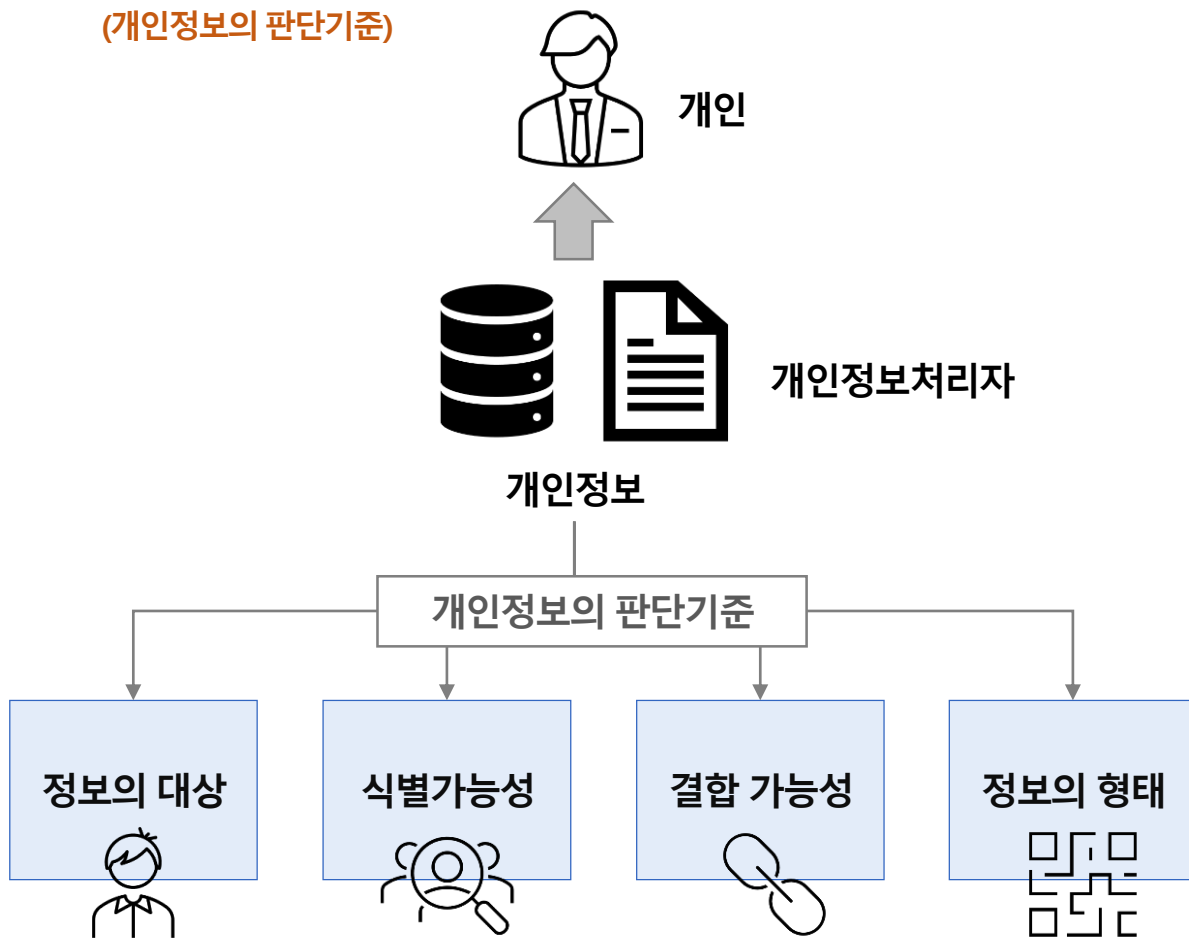 (개인정보의 판단기준)
개인
개인정보처리자
개인정보
개인정보의 판단기준
정보의 대상
식별가능성
결합 가능성
정보의 형태